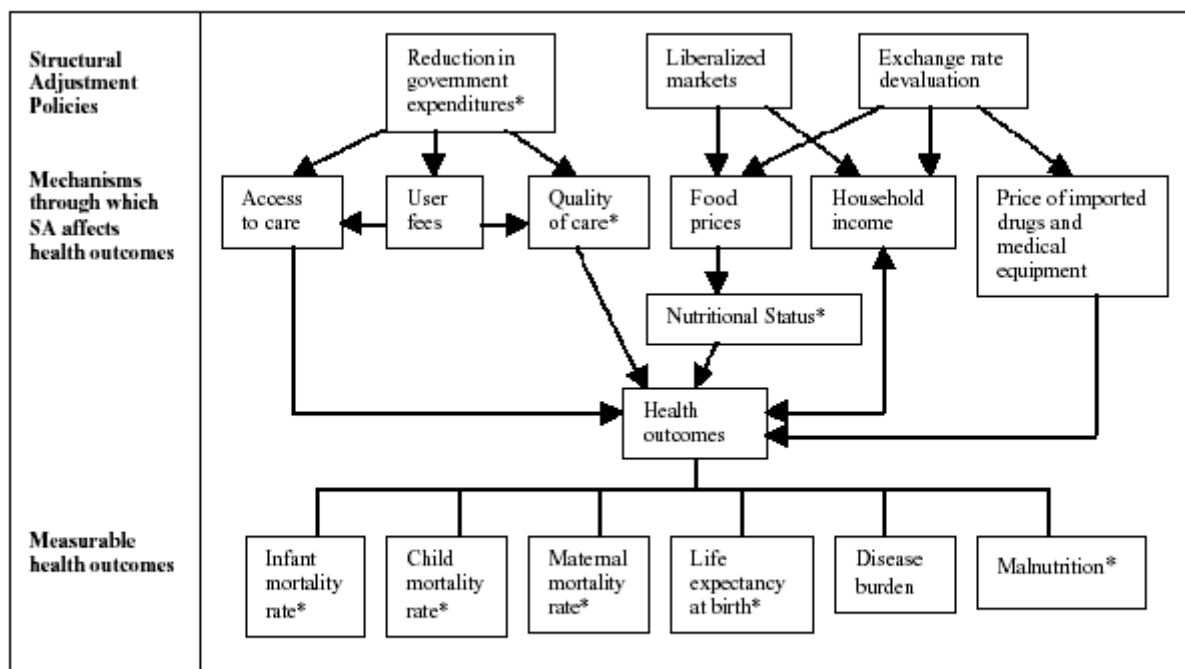 Structural
Adjustment
Policies
Reduction in
government
expenditures*
Liberalized
markets
Exchange rate
devaluation
Mechanisms
through which
SA affects
health outcomes
Access
to care
User
fees
Quality
of care*
Food
prices
Household
income
Price of imported
drugs and
medical
equipment
Nutritional Status*
Health
outcomes
Measurable
health outcomes
Infant
mortality
rate*
Child
mortality
rate*
Maternal
mortality
rate*
Life
expectancy
at birth*
Disease
burden
Malnutrition*